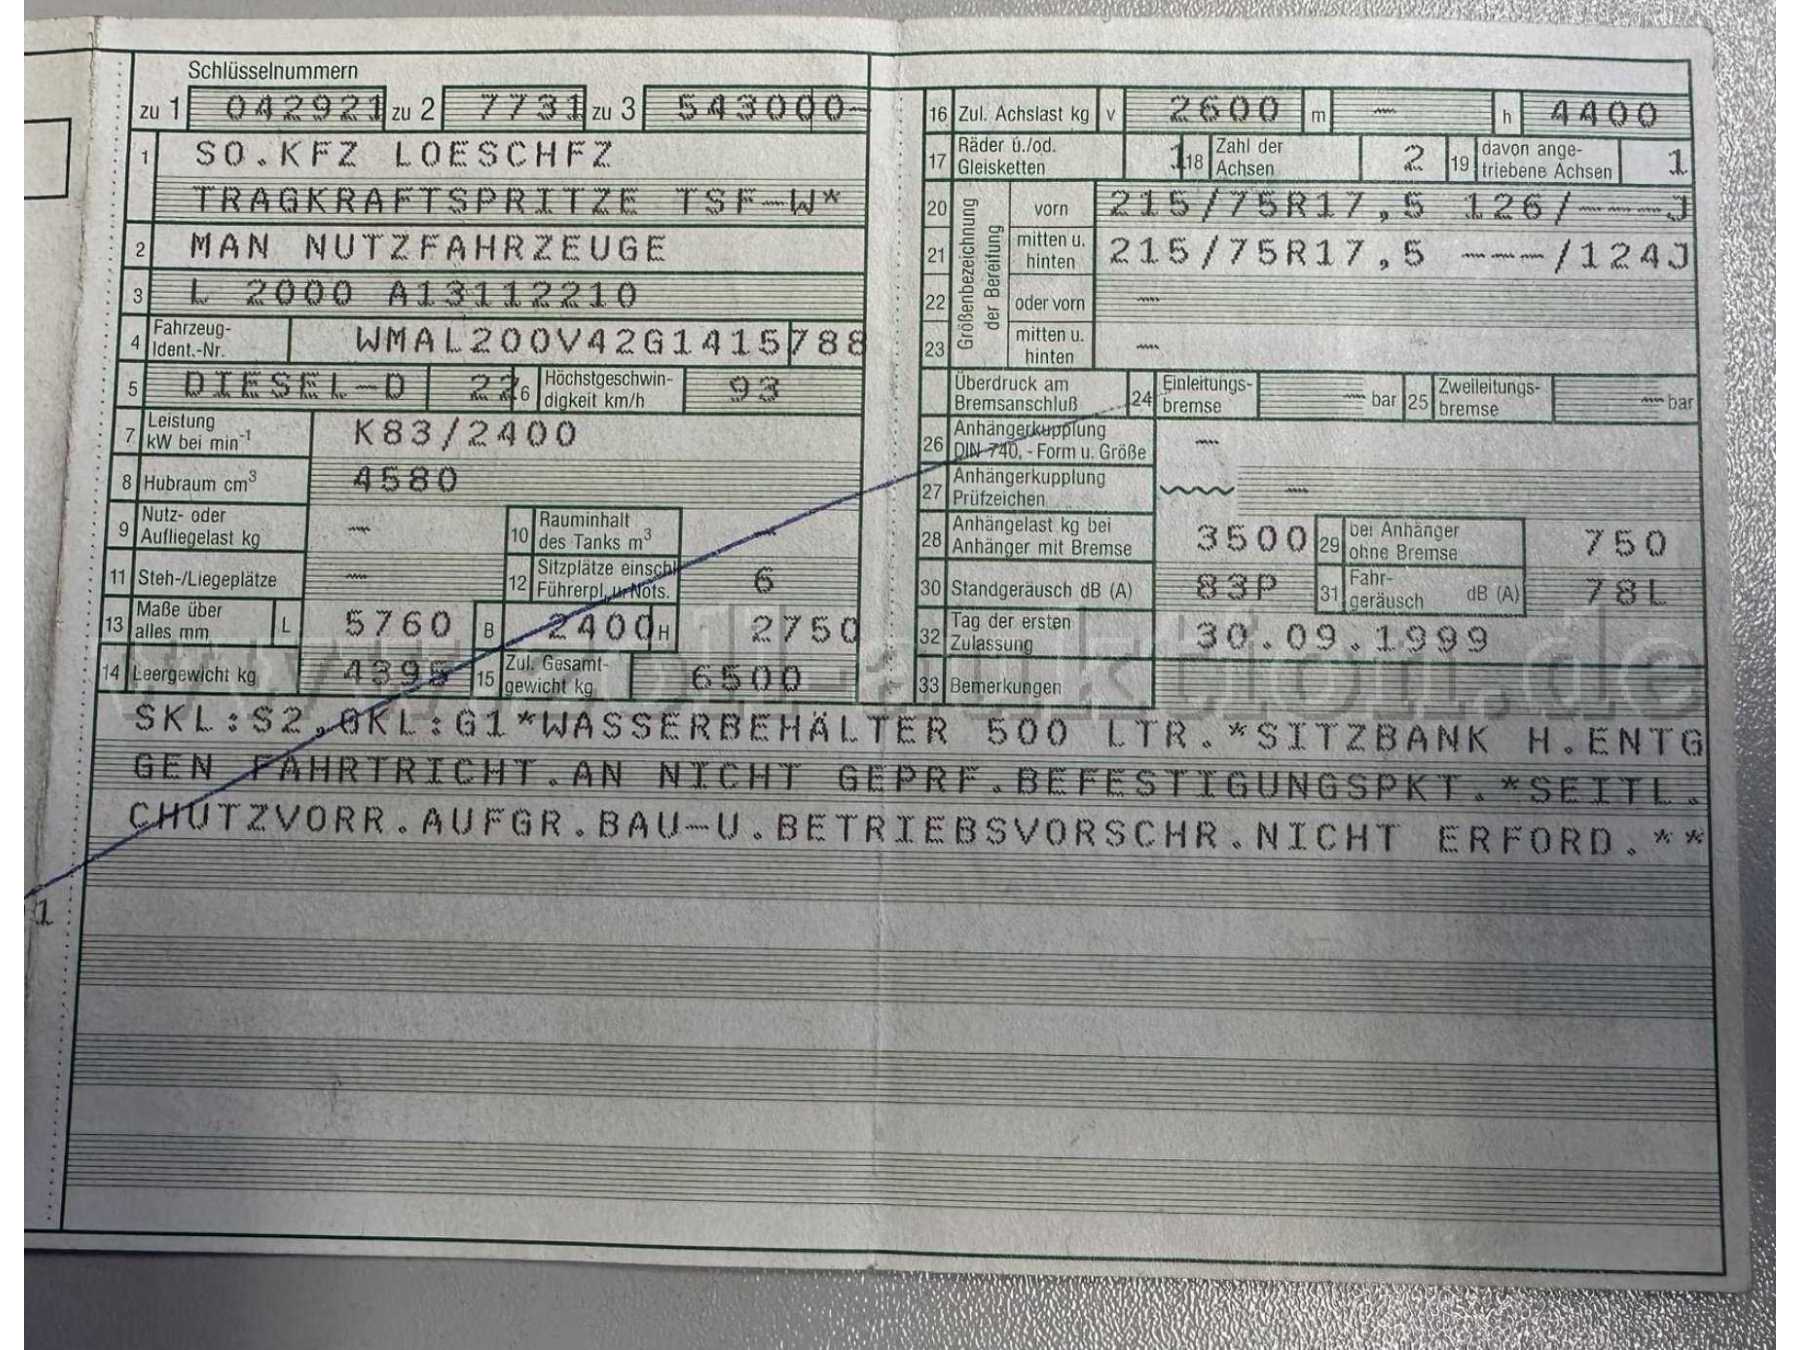 Schlüsselnummern
zu 1 042921 zu 2 7731 zu 3 543000-
1 SO.KFZ LOESCHFZ
TRAGKRAFTSPRITZE TSF-W*
2 MAN NUTZFAHRZEUGE
3 L 2000 A13112210
4 Fahrzeug-Ident.-Nr. WMAL200V42G1415788
5 DIESEL-D 22 6 Höchstgeschwindigkeit km/h 93
7 Leistung kW bei min-1 K83/2400
8 Hubraum cm3 4580
9 Nutz- oder Aufliegelast kg — 10 Rauminhalt des Tanks m3 —
11 Steh-/Liegeplätze — 12 Sitzplätze einschl. Führerpl. u. Nots. 6
13 Maße über alles mm L 5760 B 2400 H 2750
14 Leergewicht kg 4395 15 Zul. Gesamtgewicht kg 6500
16 Zul. Achslast kg v 2600 m — h 4400
17 Räder u./od. Gleisketten 1 18 Zahl der Achsen 2 19 davon angetriebene Achsen 1
Größenbezeichnung der Bereifung
20 vorn 215/75R17,5 126/---J
21 mitten u. hinten 215/75R17,5 ---/124J
22 oder vorn —
23 mitten u. hinten —
Überdruck am Bremsanschluß 24 Einleitungsbremse — bar 25 Zweileitungsbremse — bar
26 Anhängerkupplung DIN 740, - Form u. Größe —
27 Anhängerkupplung Prüfzeichen —
28 Anhängelast kg bei Anhänger mit Bremse 3500 29 bei Anhänger ohne Bremse 750
30 Standgeräusch dB (A) 83P 31 Fahrgeräusch dB (A) 78L
32 Tag der ersten Zulassung 30.09.1999
33 Bemerkungen
SKL:S2,GKL:G1*WASSERBEHÄLTER 500 LTR.*SITZBANK H.ENTG
GEN FAHRTRICHT.AN NICHT GEPRF.BEFESTIGUNGSPKT.*SEITL.
CHUTZVORR.AUFGR.BAU-U.BETRIEBSVORSCHR.NICHT ERFORD.**
1